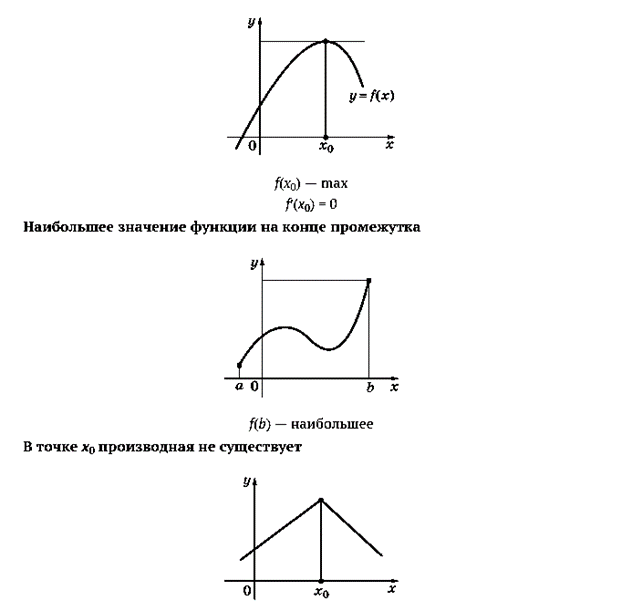 y
y = f(x)
0 x₀ x
f(x₀) — max
f′(x₀) = 0
Наибольшее значение функции на конце промежутка
y
a 0 b x
f(b) — наибольшее
В точке x₀ производная не существует
y
0 x₀ x